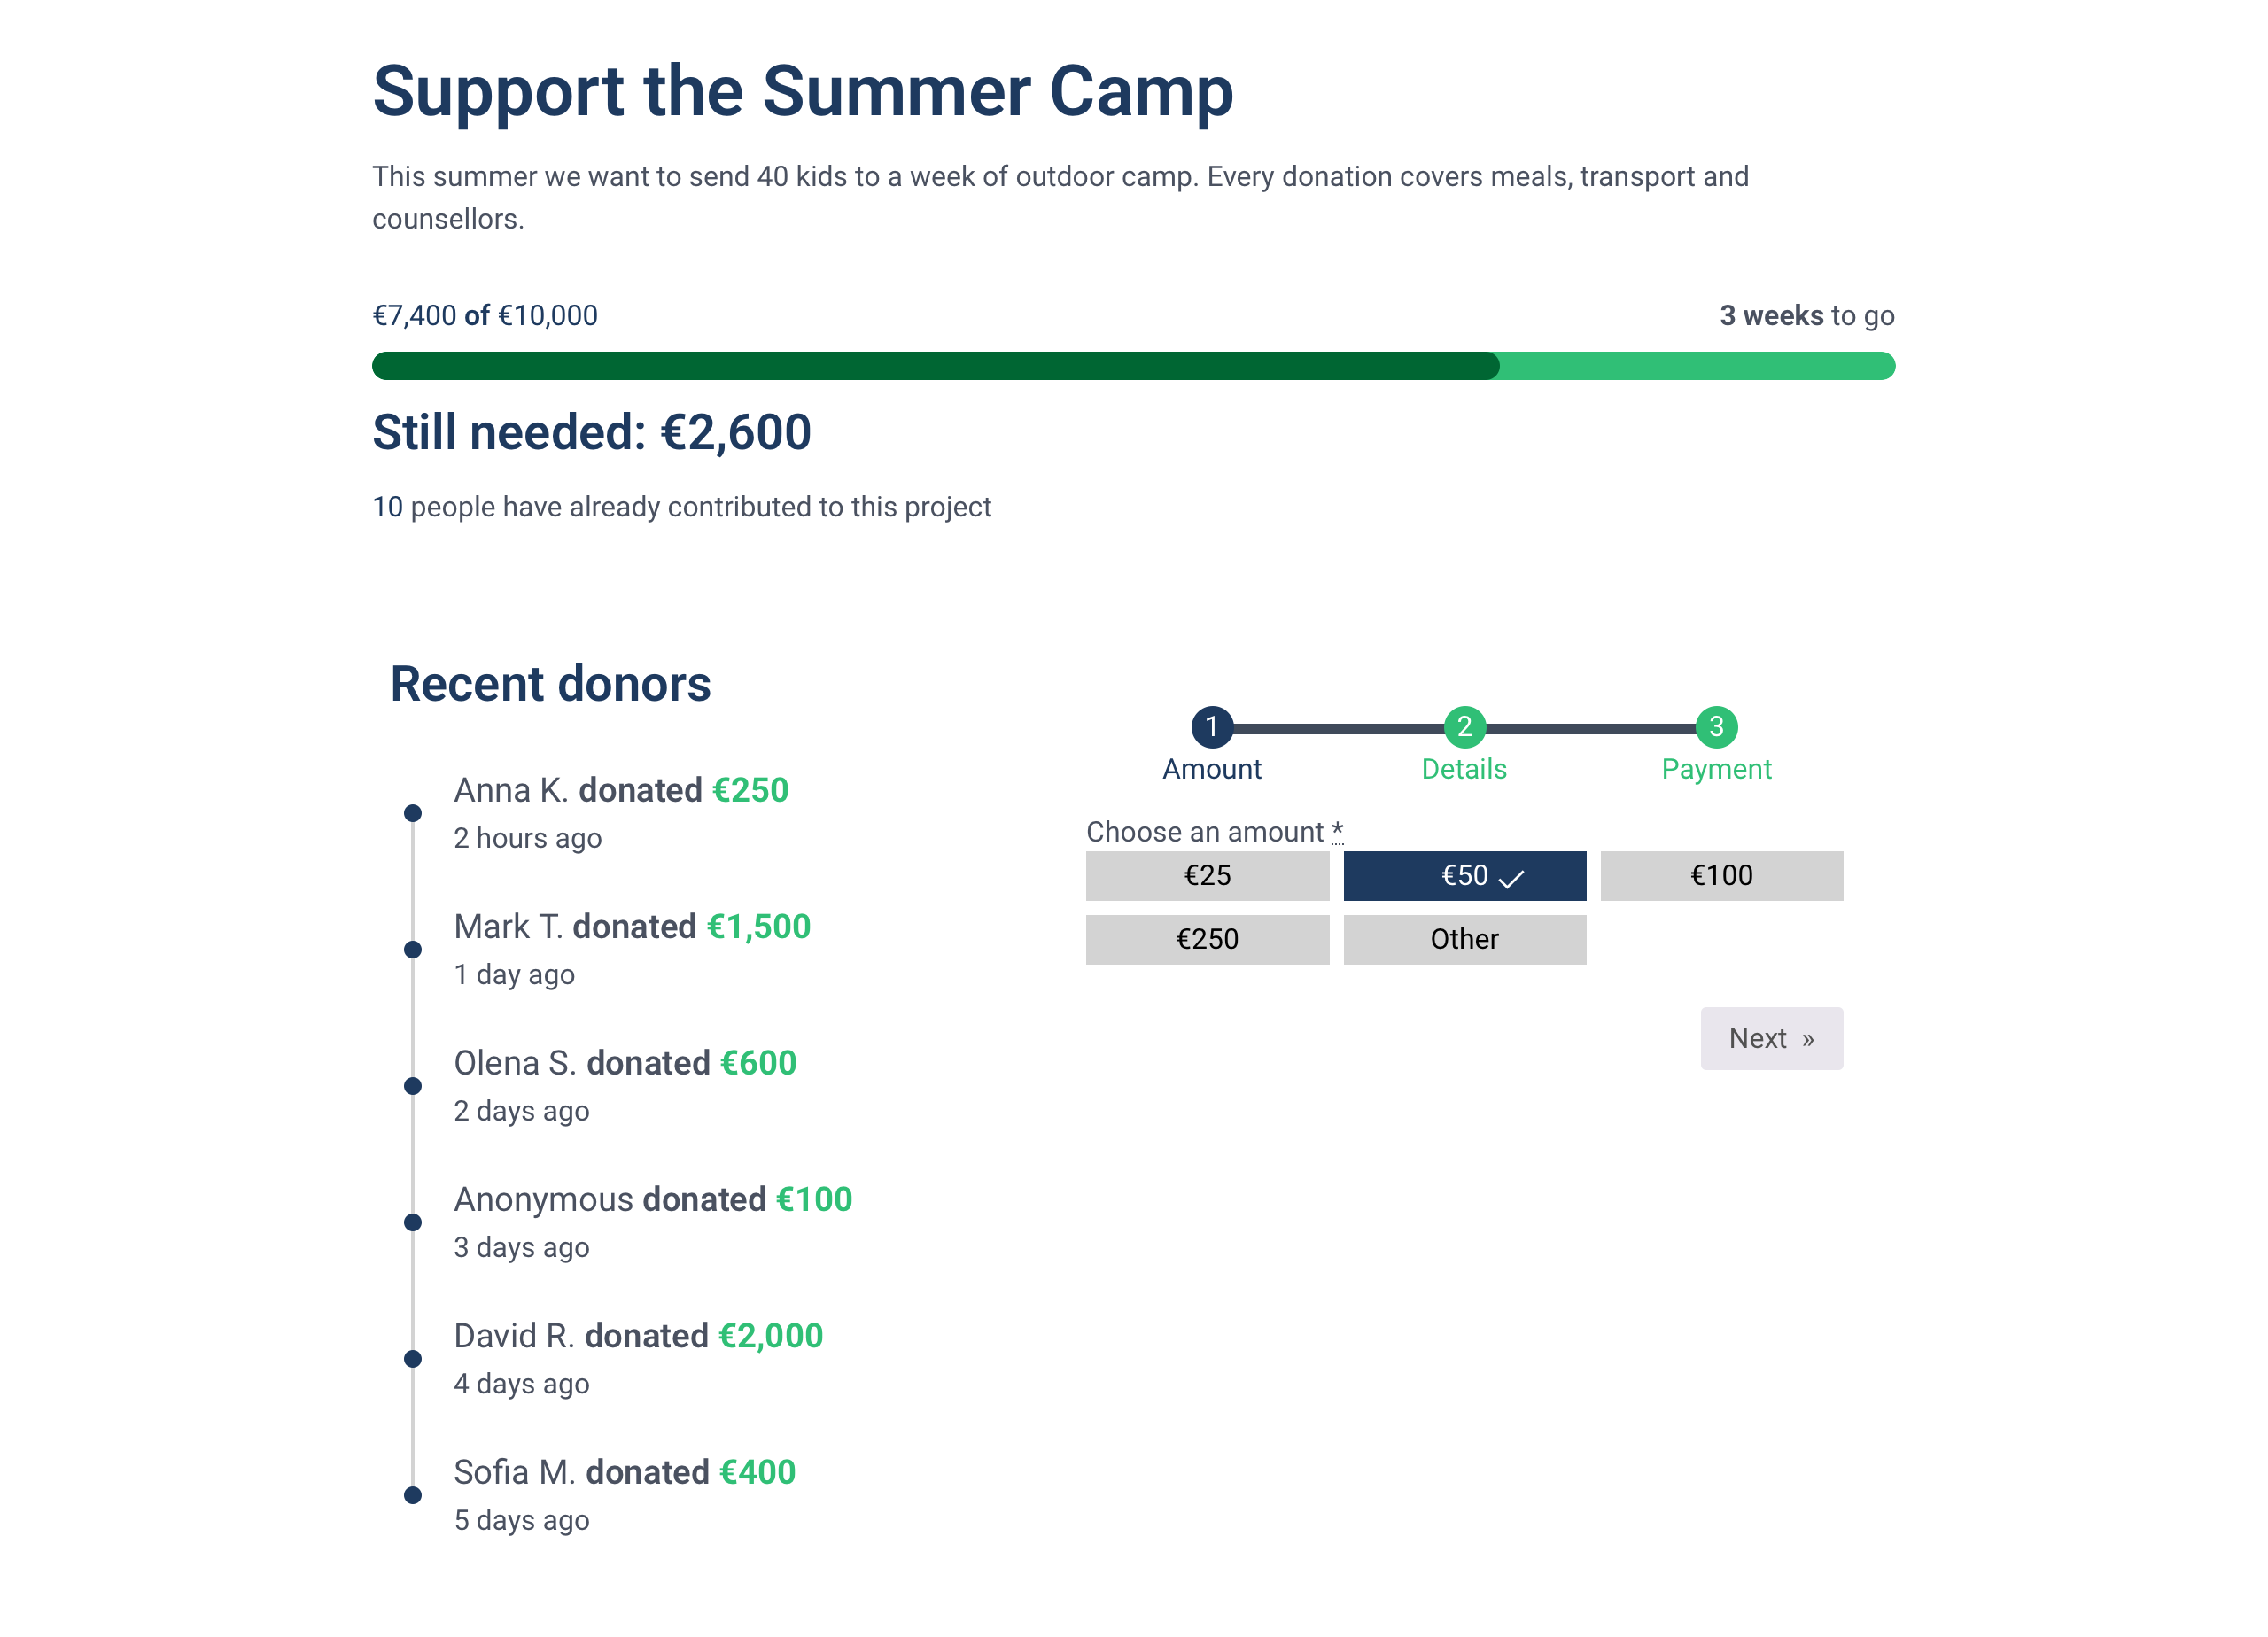 Support the Summer Camp
This summer we want to send 40 kids to a week of outdoor camp. Every donation covers meals, transport and
counsellors.
€7,400 of €10,000
3 weeks to go
Still needed: €2,600
10 people have already contributed to this project
Recent donors
Anna K. donated €250
2 hours ago
Mark T. donated €1,500
1 day ago
Olena S. donated €600
2 days ago
Anonymous donated €100
3 days ago
David R. donated €2,000
4 days ago
Sofia M. donated €400
5 days ago
1 2 3
Amount Details Payment
Choose an amount *
€25 €50 €100
€250 Other
Next »